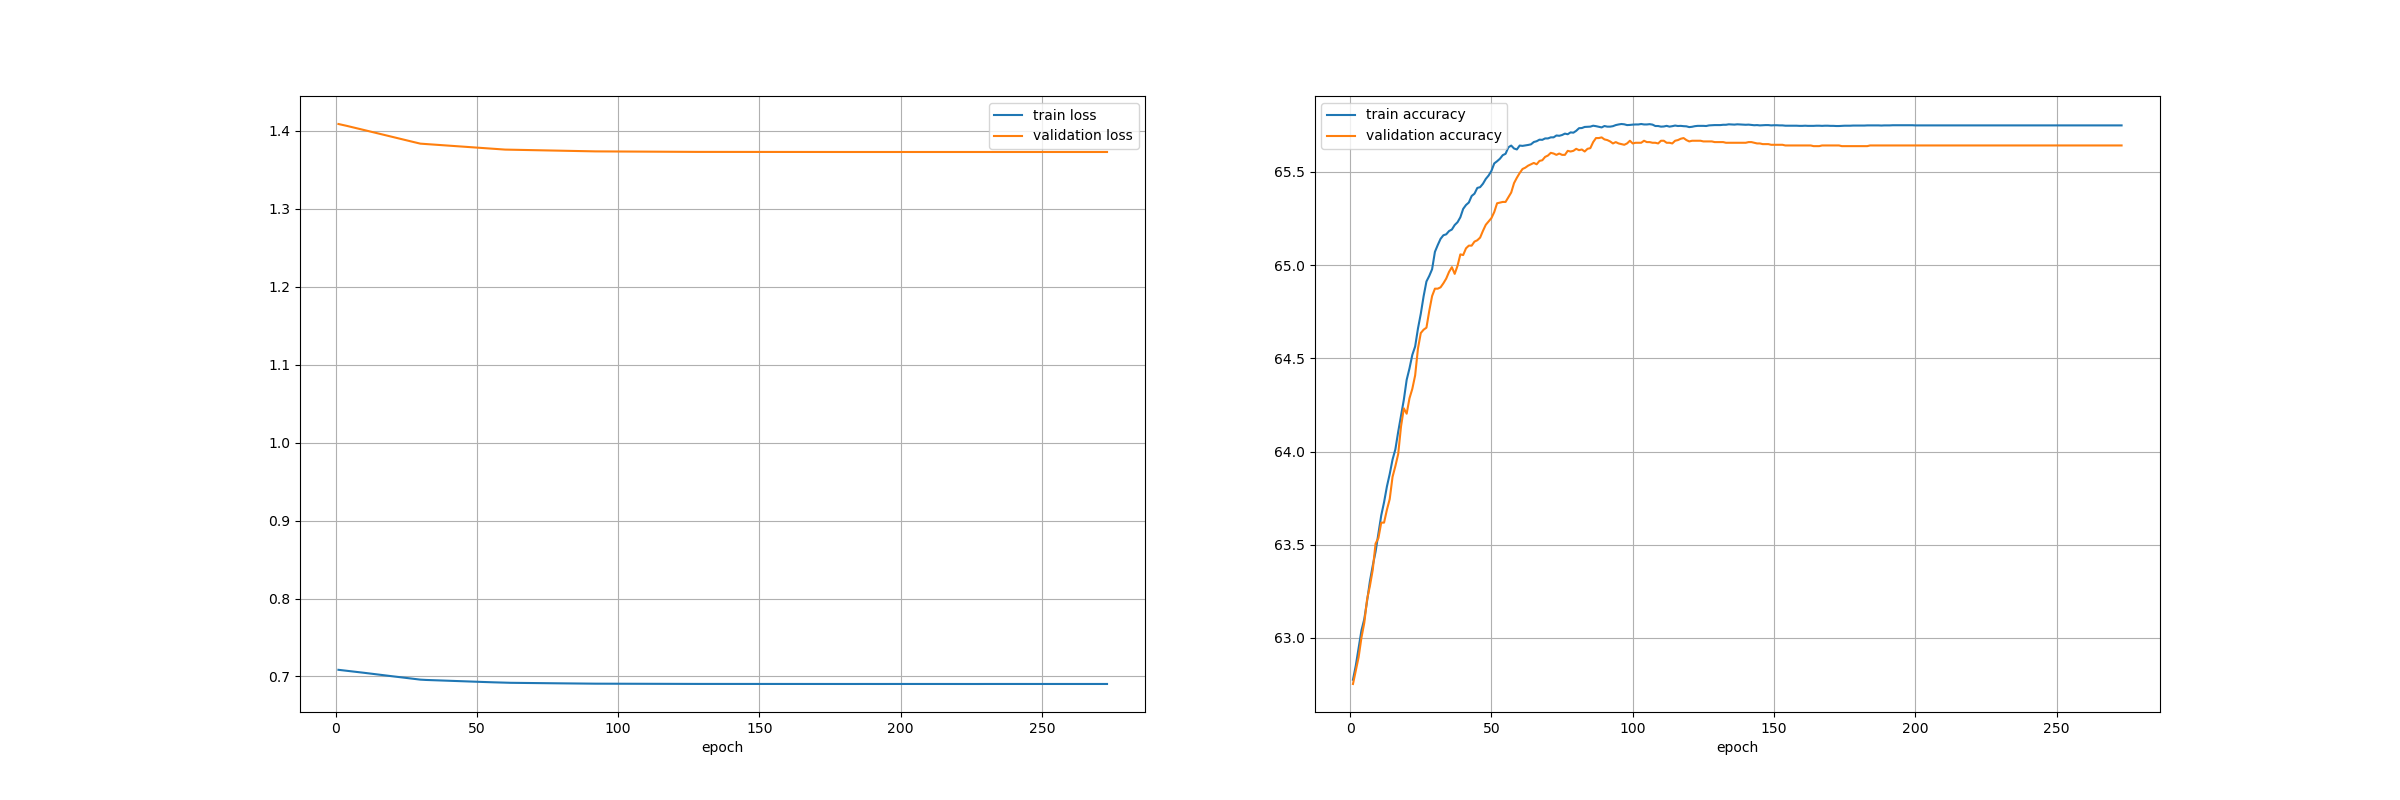 train loss
validation loss
1.4
1.3
1.2
1.1
1.0
0.9
0.8
0.7
0 50 100 150 200 250
epoch
train accuracy
validation accuracy
65.5
65.0
64.5
64.0
63.5
63.0
0 50 100 150 200 250
epoch